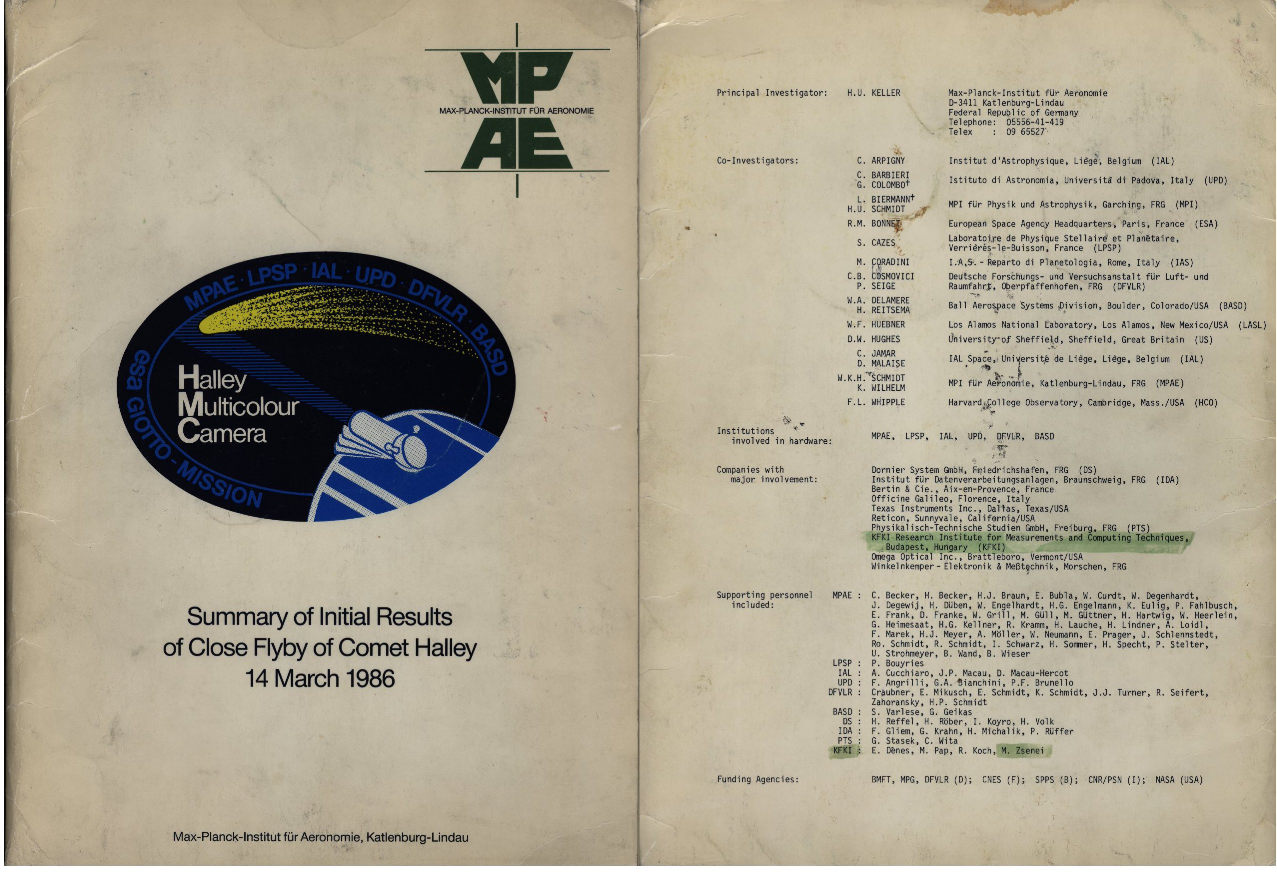 MP
MAX-PLANCK-INSTITUT FÜR AERONOMIE
AE
MPAE · LPSP · IAL · UPD · DFVLR · BASD
Halley
Multicolour
Camera
esa GIOTTO - MISSION
Summary of Initial Results
of Close Flyby of Comet Halley
14 March 1986
Max-Planck-Institut für Aeronomie, Katlenburg-Lindau
Principal Investigator: H.U. KELLER Max-Planck-Institut für Aeronomie
D-3411 Katlenburg-Lindau
Federal Republic of Germany
Telephone: 05556-41-419
Telex : 09 65527
Co-Investigators: C. ARPIGNY Institut d'Astrophysique, Liége, Belgium (IAL)
C. BARBIERI
G. COLOMBO† Istituto di Astronomia, Universitá di Padova, Italy (UPD)
L. BIERMANN†
H.U. SCHMIDT MPI für Physik und Astrophysik, Garching, FRG (MPI)
R.M. BONNET European Space Agency Headquarters, Paris, France (ESA)
S. CAZES Laboratoire de Physique Stellaire et Planétaire,
Verriérés-le-Buisson, France (LPSP)
M. CORADINI I.A.S. - Reparto di Planetologia, Rome, Italy (IAS)
C.B. COSMOVICI Deutsche Forschungs- und Versuchsanstalt für Luft- und
P. SEIGE Raumfahrt, Oberpfaffenhofen, FRG (DFVLR)
W.A. DELAMERE
H. REITSEMA Ball Aerospace Systems Division, Boulder, Colorado/USA (BASD)
W.F. HUEBNER Los Alamos National Laboratory, Los Alamos, New Mexico/USA (LASL)
D.W. HUGHES University of Sheffield, Sheffield, Great Britain (US)
C. JAMAR
D. MALAISE IAL Space, Université de Liége, Liége, Belgium (IAL)
W.K.H. SCHMIDT
K. WILHELM MPI für Aeronomie, Katlenburg-Lindau, FRG (MPAE)
F.L. WHIPPLE Harvard College Observatory, Cambridge, Mass./USA (HCO)
Institutions
involved in hardware: MPAE, LPSP, IAL, UPD, DFVLR, BASD
Companies with Dornier System GmbH, Friedrichshafen, FRG (DS)
major involvement: Institut für Datenverarbeitungsanlagen, Braunschweig, FRG (IDA)
Bertin & Cie., Aix-en-Provence, France
Officine Galileo, Florence, Italy
Texas Instruments Inc., Dallas, Texas/USA
Reticon, Sunnyvale, California/USA
Physikalisch-Technische Studien GmbH, Freiburg, FRG (PTS)
KFKI Research Institute for Measurements and Computing Techniques,
Budapest, Hungary (KFKI)
Omega Optical Inc., Brattleboro, Vermont/USA
Winkelnkemper - Elektronik & Meßtechnik, Morschen, FRG
Supporting personnel MPAE : C. Becker, H. Becker, H.J. Braun, E. Bubla, W. Curdt, W. Degenhardt,
included: J. Degewij, H. Düben, W. Engelhardt, H.G. Engelmann, K. Eulig, P. Fahlbusch,
E. Frank, D. Franke, W. Grill, M. Güll, M. Güttner, H. Hartwig, W. Heerlein,
G. Heimesaat, H.G. Kellner, R. Kramm, H. Lauche, H. Lindner, A. Loidl,
F. Marek, H.J. Meyer, A. Möller, W. Neumann, E. Prager, J. Schlennstedt,
Ro. Schmidt, R. Schmidt, I. Schwarz, H. Sommer, H. Specht, P. Stelter,
U. Strohmeyer, B. Wand, B. Wieser
LPSP : P. Bouyries
IAL : A. Cucchiaro, J.P. Macau, D. Macau-Hercot
UPD : F. Angrilli, G.A. Bianchini, P.F. Brunello
DFVLR : Craubner, E. Mikusch, E. Schmidt, K. Schmidt, J.J. Turner, R. Seifert,
Zahoransky, H.P. Schmidt
BASD : S. Varlese, G. Geikas
DS : H. Reffel, H. Röber, I. Koyro, H. Volk
IDA : F. Gliem, G. Krahn, H. Michalik, P. Rüffer
PTS : G. Stasek, C. Wita
KFKI : E. Dénes, M. Pap, R. Koch, M. Zsenei
Funding Agencies: BMFT, MPG, DFVLR (D); CNES (F); SPPS (B); CNR/PSN (I); NASA (USA)